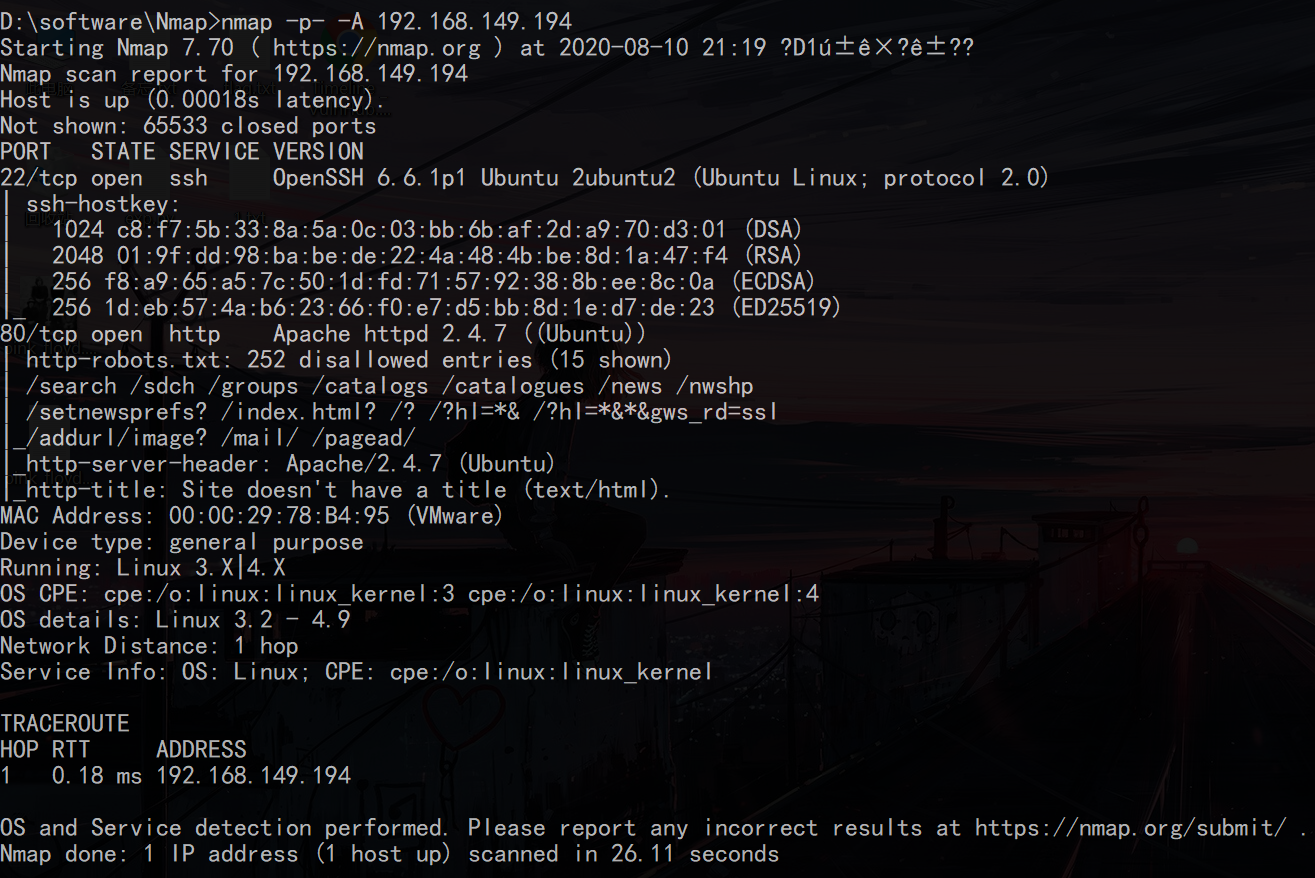 D:\software\Nmap>nmap -p- -A 192.168.149.194
Starting Nmap 7.70 ( https://nmap.org ) at 2020-08-10 21:19 ?D1ú±ê×?ê±??
Nmap scan report for 192.168.149.194
Host is up (0.00018s latency).
Not shown: 65533 closed ports
PORT   STATE SERVICE VERSION
22/tcp open  ssh     OpenSSH 6.6.1p1 Ubuntu 2ubuntu2 (Ubuntu Linux; protocol 2.0)
| ssh-hostkey:
|   1024 c8:f7:5b:33:8a:5a:0c:03:bb:6b:af:2d:a9:70:d3:01 (DSA)
|   2048 01:9f:dd:98:ba:be:de:22:4a:48:4b:be:8d:1a:47:f4 (RSA)
|   256 f8:a9:65:a5:7c:50:1d:fd:71:57:92:38:8b:ee:8c:0a (ECDSA)
|_  256 1d:eb:57:4a:b6:23:66:f0:e7:d5:bb:8d:1e:d7:de:23 (ED25519)
80/tcp open  http    Apache httpd 2.4.7 ((Ubuntu))
| http-robots.txt: 252 disallowed entries (15 shown)
| /search /sdch /groups /catalogs /catalogues /news /nwshp
| /setnewsprefs? /index.html? /? /?hl=*& /?hl=*&*&gws_rd=ssl
|_/addurl/image? /mail/ /pagead/
|_http-server-header: Apache/2.4.7 (Ubuntu)
|_http-title: Site doesn't have a title (text/html).
MAC Address: 00:0C:29:78:B4:95 (VMware)
Device type: general purpose
Running: Linux 3.X|4.X
OS CPE: cpe:/o:linux:linux_kernel:3 cpe:/o:linux:linux_kernel:4
OS details: Linux 3.2 - 4.9
Network Distance: 1 hop
Service Info: OS: Linux; CPE: cpe:/o:linux:linux_kernel

TRACEROUTE
HOP RTT     ADDRESS
1   0.18 ms 192.168.149.194

OS and Service detection performed. Please report any incorrect results at https://nmap.org/submit/ .
Nmap done: 1 IP address (1 host up) scanned in 26.11 seconds